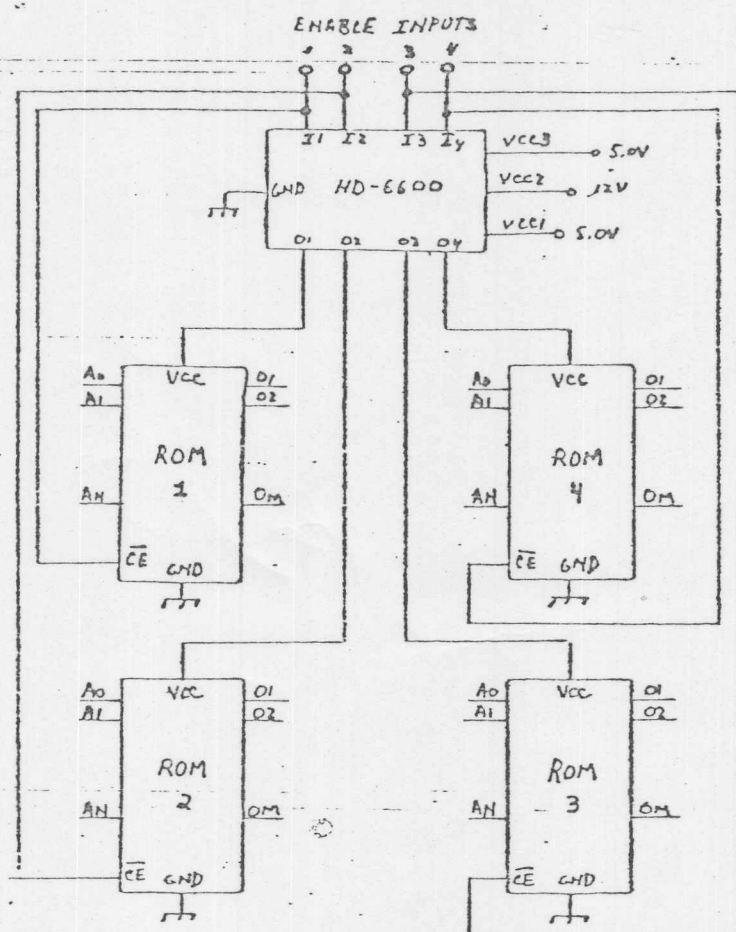 ENABLE INPUTS
1 2 3 4
I1 I2 I3 I4
VCC3 5.0V
GND HD-6600 VCC2 12V
VCC1 5.0V
O1 O2 O3 O4
A0 VCC O1
A1 O2
ROM
1
AN OM
CE
GND
A0 VCC O1
A1 O2
ROM
4
AN OM
CE GND
A0 VCC O1
A1 O2
ROM
2
AN OM
CE GND
A0 VCC O1
A1 O2
ROM
3
AN OM
CE GND